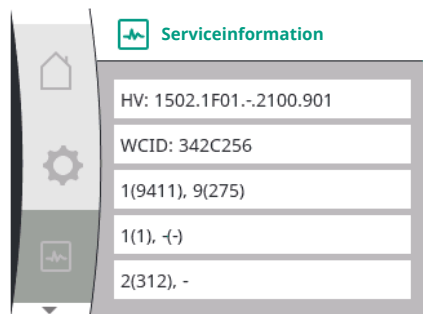 Serviceinformation
HV: 1502.1F01.-.2100.901
WCID: 342C256
1(9411), 9(275)
1(1), -(-)
2(312), -